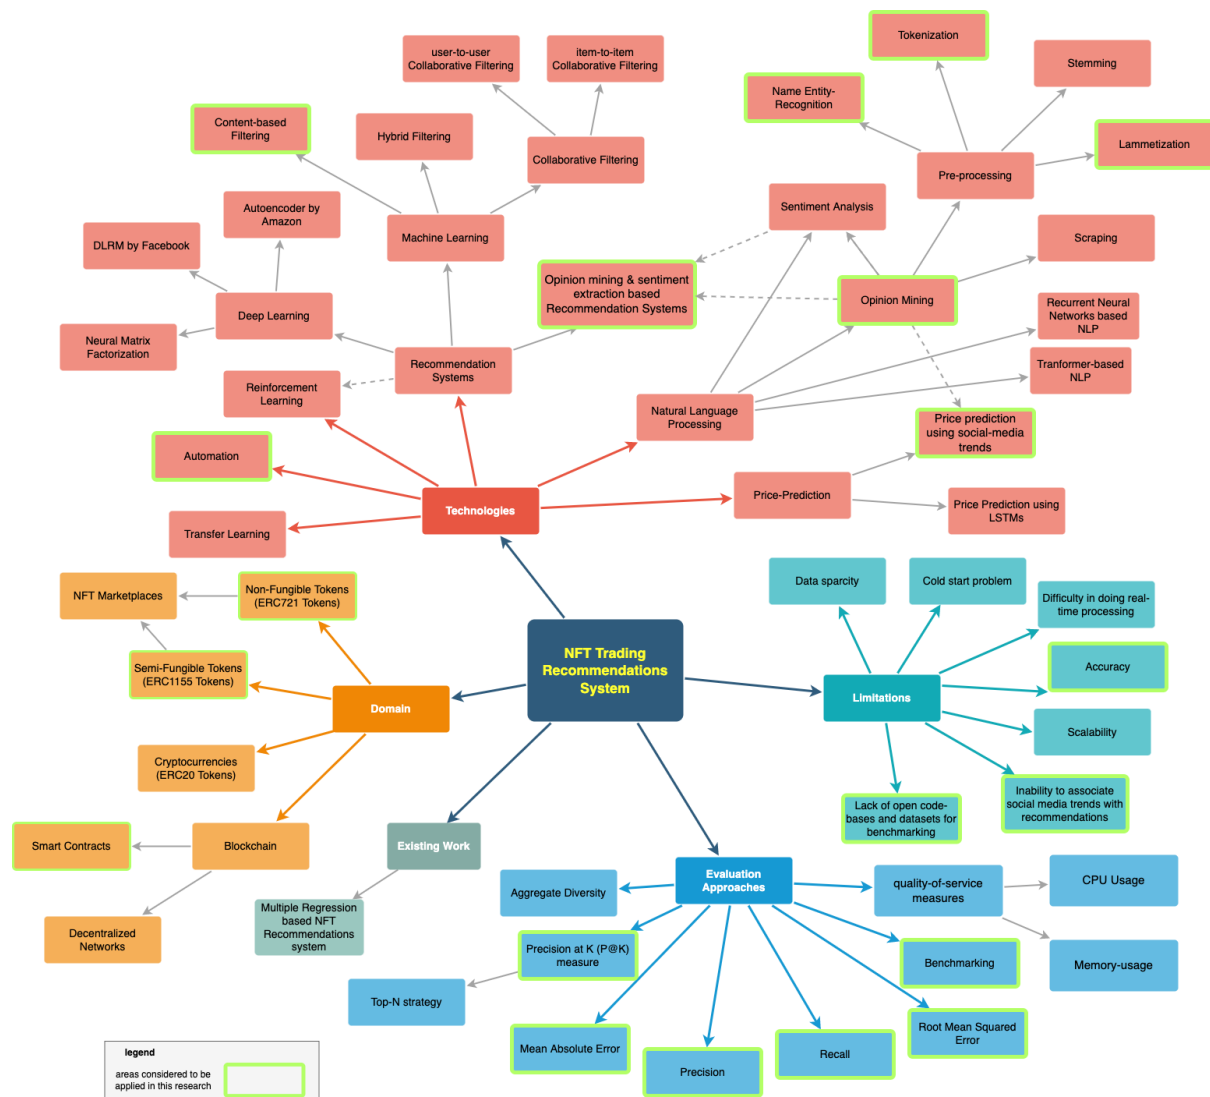 Tokenization
user-to-user
Collaborative Filtering
item-to-item
Collaborative Filtering
Stemming
Name Entity-
Recognition
Content-based
Filtering
Hybrid Filtering
Collaborative Filtering
Lammetization
Pre-processing
Sentiment Analysis
Autoencoder by
Amazon
Machine Learning
DLRM by Facebook
Scraping
Opinion mining & sentiment
extraction based
Recommendation Systems
Opinion Mining
Deep Learning
Recurrent Neural
Networks based
NLP
Neural Matrix
Factorization
Recommendation
Systems
Tranformer-based
NLP
Reinforcement
Learning
Natural Language
Processing
Price prediction
using social-media
trends
Automation
Price-Prediction
Technologies
Price Prediction using
LSTMs
Transfer Learning
NFT Marketplaces
Non-Fungible Tokens
(ERC721 Tokens)
Data sparcity
Cold start problem
Difficulty in doing real-
time processing
NFT Trading
Recommendations
System
Semi-Fungible Tokens
(ERC1155 Tokens)
Accuracy
Domain
Limitations
Scalability
Cryptocurrencies
(ERC20 Tokens)
Lack of open code-
bases and datasets for
benchmarking
Inability to associate
social media trends with
recommendations
Smart Contracts
Blockchain
Existing Work
Evaluation
Approaches
Aggregate Diversity
quality-of-service
measures
CPU Usage
Multiple Regression
based NFT
Recommendations
system
Decentralized
Networks
Precision at K (P@K)
measure
Benchmarking
Memory-usage
Top-N strategy
Mean Absolute Error
Precision
Recall
Root Mean Squared
Error
legend
areas considered to be
applied in this research